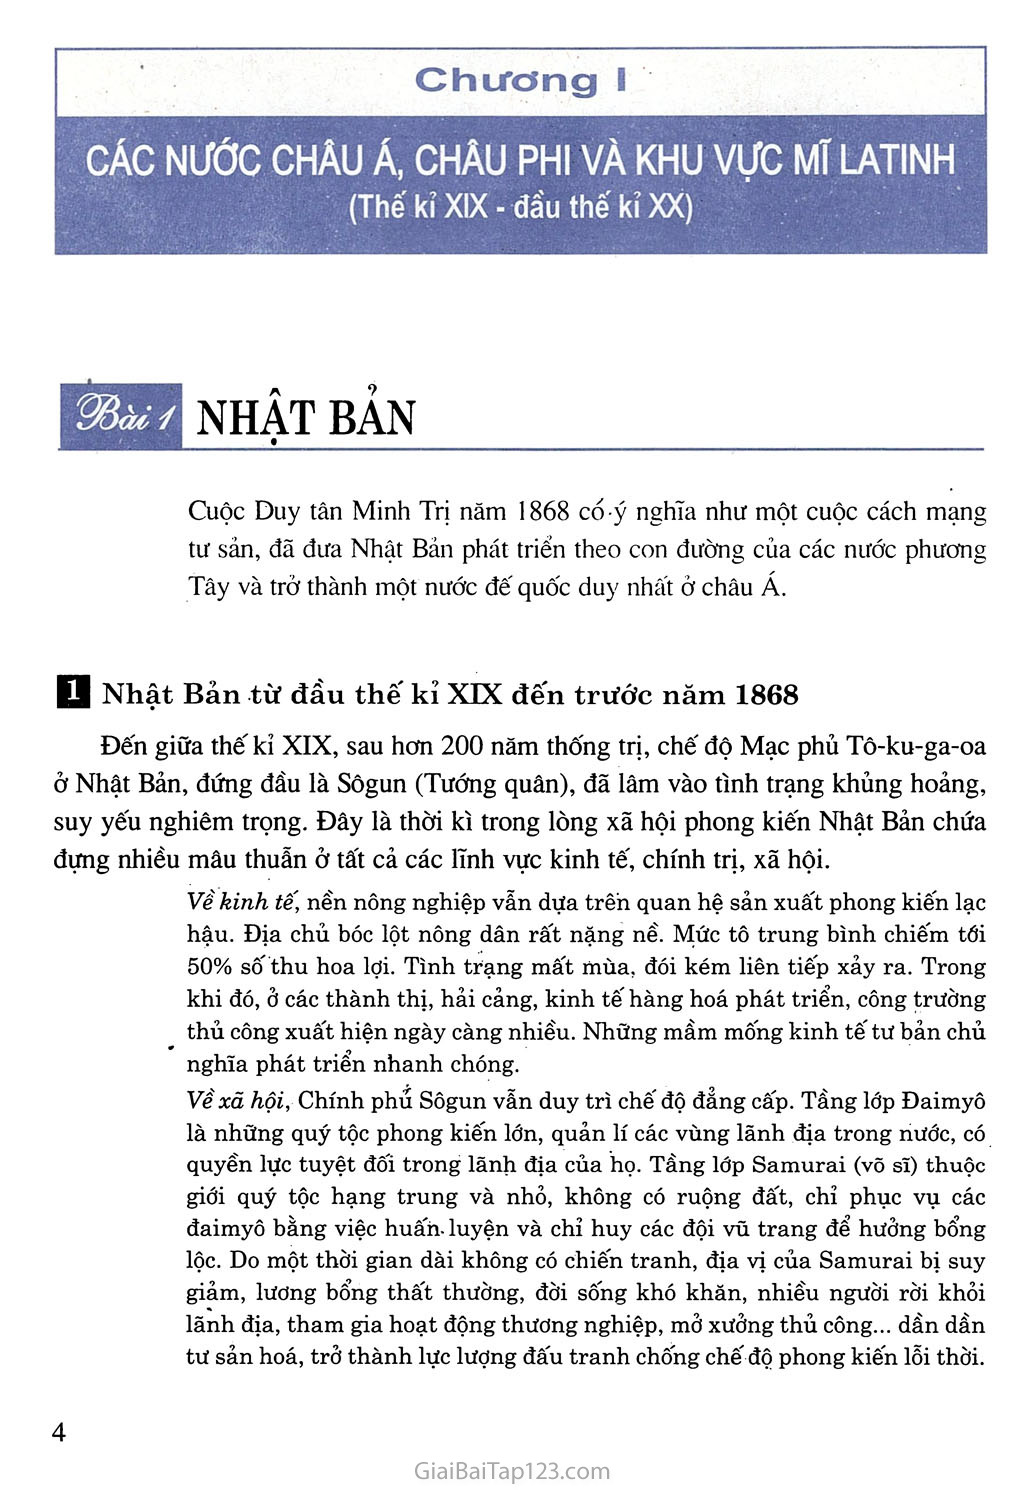 Chương I
CÁC NƯỚC CHÂU Á, CHÂU PHI VÀ KHU VỰC MĨ LATINH
(Thế kỉ XIX - đầu thế kỉ XX)
Bài 1 NHẬT BẢN
Cuộc Duy tân Minh Trị năm 1868 có ý nghĩa như một cuộc cách mạng
tư sản, đã đưa Nhật Bản phát triển theo con đường của các nước phương
Tây và trở thành một nước đế quốc duy nhất ở châu Á.
1 Nhật Bản từ đầu thế kỉ XIX đến trước năm 1868
Đến giữa thế kỉ XIX, sau hơn 200 năm thống trị, chế độ Mạc phủ Tô-ku-ga-oa
ở Nhật Bản, đứng đầu là Sôgun (Tướng quân), đã lâm vào tình trạng khủng hoảng,
suy yếu nghiêm trọng. Đây là thời kì trong lòng xã hội phong kiến Nhật Bản chứa
đựng nhiều mâu thuẫn ở tất cả các lĩnh vực kinh tế, chính trị, xã hội.
Về kinh tế, nền nông nghiệp vẫn dựa trên quan hệ sản xuất phong kiến lạc
hậu. Địa chủ bóc lột nông dân rất nặng nề. Mức tô trung bình chiếm tới
50% số thu hoa lợi. Tình trạng mất mùa, đói kém liên tiếp xảy ra. Trong
khi đó, ở các thành thị, hải cảng, kinh tế hàng hoá phát triển, công trường
thủ công xuất hiện ngày càng nhiều. Những mầm mống kinh tế tư bản chủ
nghĩa phát triển nhanh chóng.
Về xã hội, Chính phủ Sôgun vẫn duy trì chế độ đẳng cấp. Tầng lớp Đaimyô
là những quý tộc phong kiến lớn, quản lí các vùng lãnh địa trong nước, có
quyền lực tuyệt đối trong lãnh địa của họ. Tầng lớp Samurai (võ sĩ) thuộc
giới quý tộc hạng trung và nhỏ, không có ruộng đất, chỉ phục vụ các
đaimyô bằng việc huấn luyện và chỉ huy các đội vũ trang để hưởng bổng
lộc. Do một thời gian dài không có chiến tranh, địa vị của Samurai bị suy
giảm, lương bổng thất thường, đời sống khó khăn, nhiều người rời khỏi
lãnh địa, tham gia hoạt động thương nghiệp, mở xưởng thủ công... dần dần
tư sản hoá, trở thành lực lượng đấu tranh chống chế độ phong kiến lỗi thời.
4
GiaiBaiTap123.com